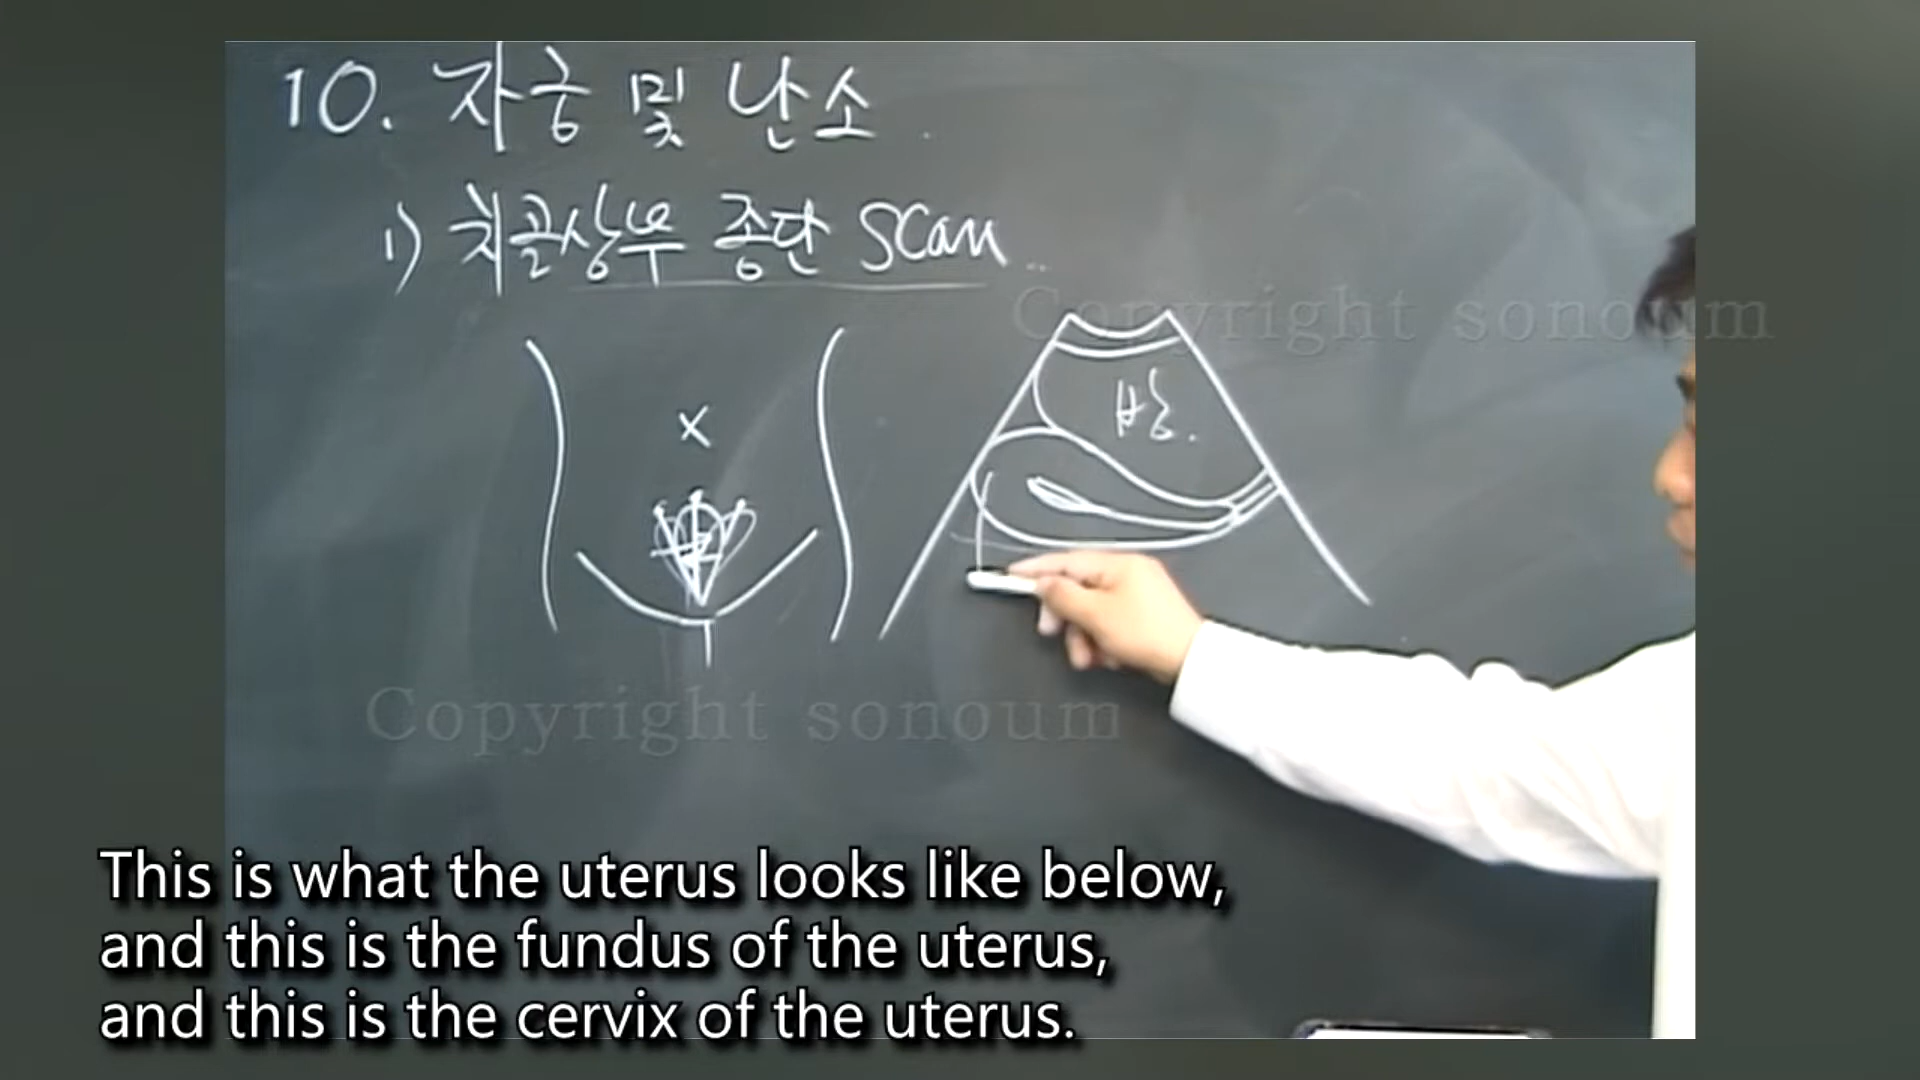 10. 자궁 및 난소.
1) 치골상부 종단 Scan
방.
Copyright sonoum
Copyright sonoum
This is what the uterus looks like below,
and this is the fundus of the uterus,
and this is the cervix of the uterus.